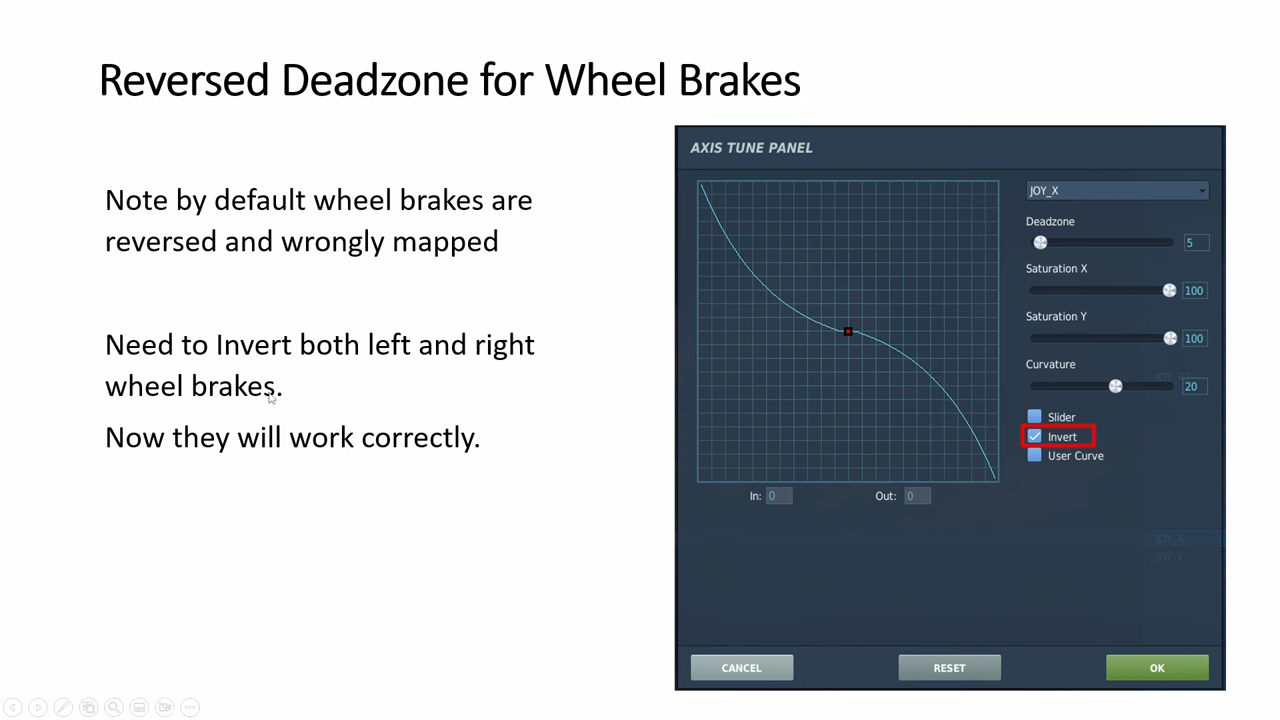 Reversed Deadzone for Wheel Brakes
Note by default wheel brakes are
reversed and wrongly mapped
Need to Invert both left and right
wheel brakes.
Now they will work correctly.
AXIS TUNE PANEL
JOY_X
Deadzone
5
Saturation X
100
Saturation Y
100
Curvature
20
Slider
Invert
User Curve
In: 0
Out: 0
JOY_X
JOY_Y
CANCEL
RESET
OK